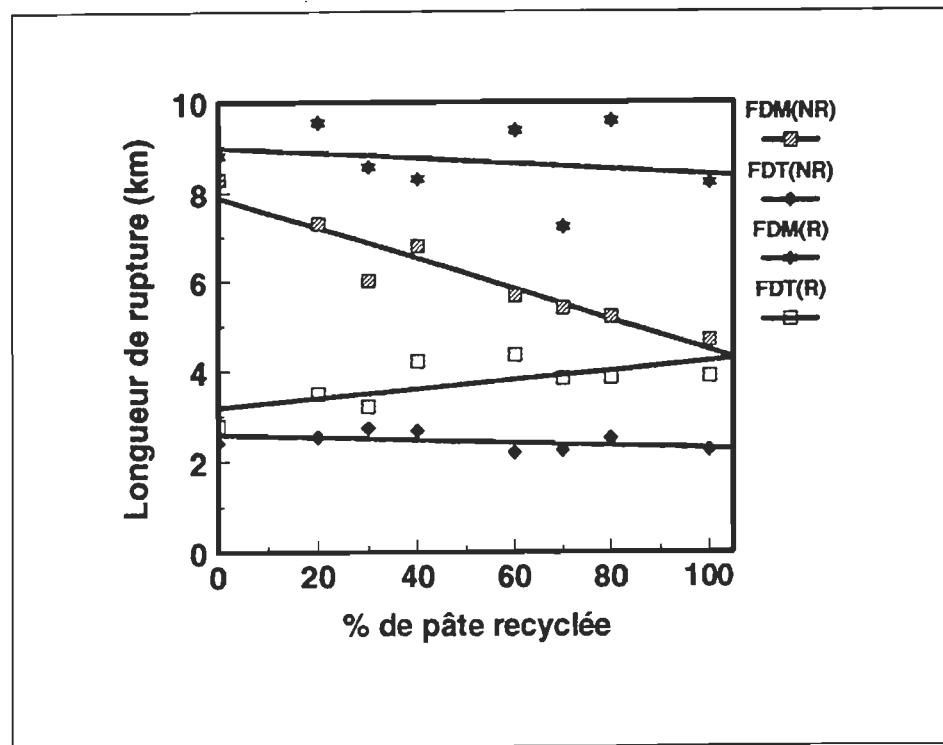 10
8
6
4
2
0
Longueur de rupture (km)
0 20 40 60 80 100
% de pâte recyclée
FDM(NR)
FDT(NR)
FDM(R)
FDT(R)